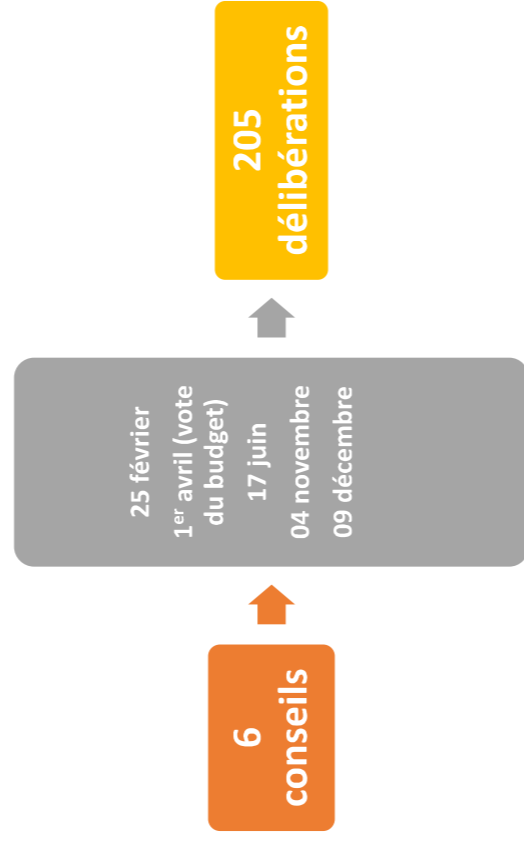 6
conseils
25 février
1er avril (vote
du budget)
17 juin
04 novembre
09 décembre
205
délibérations